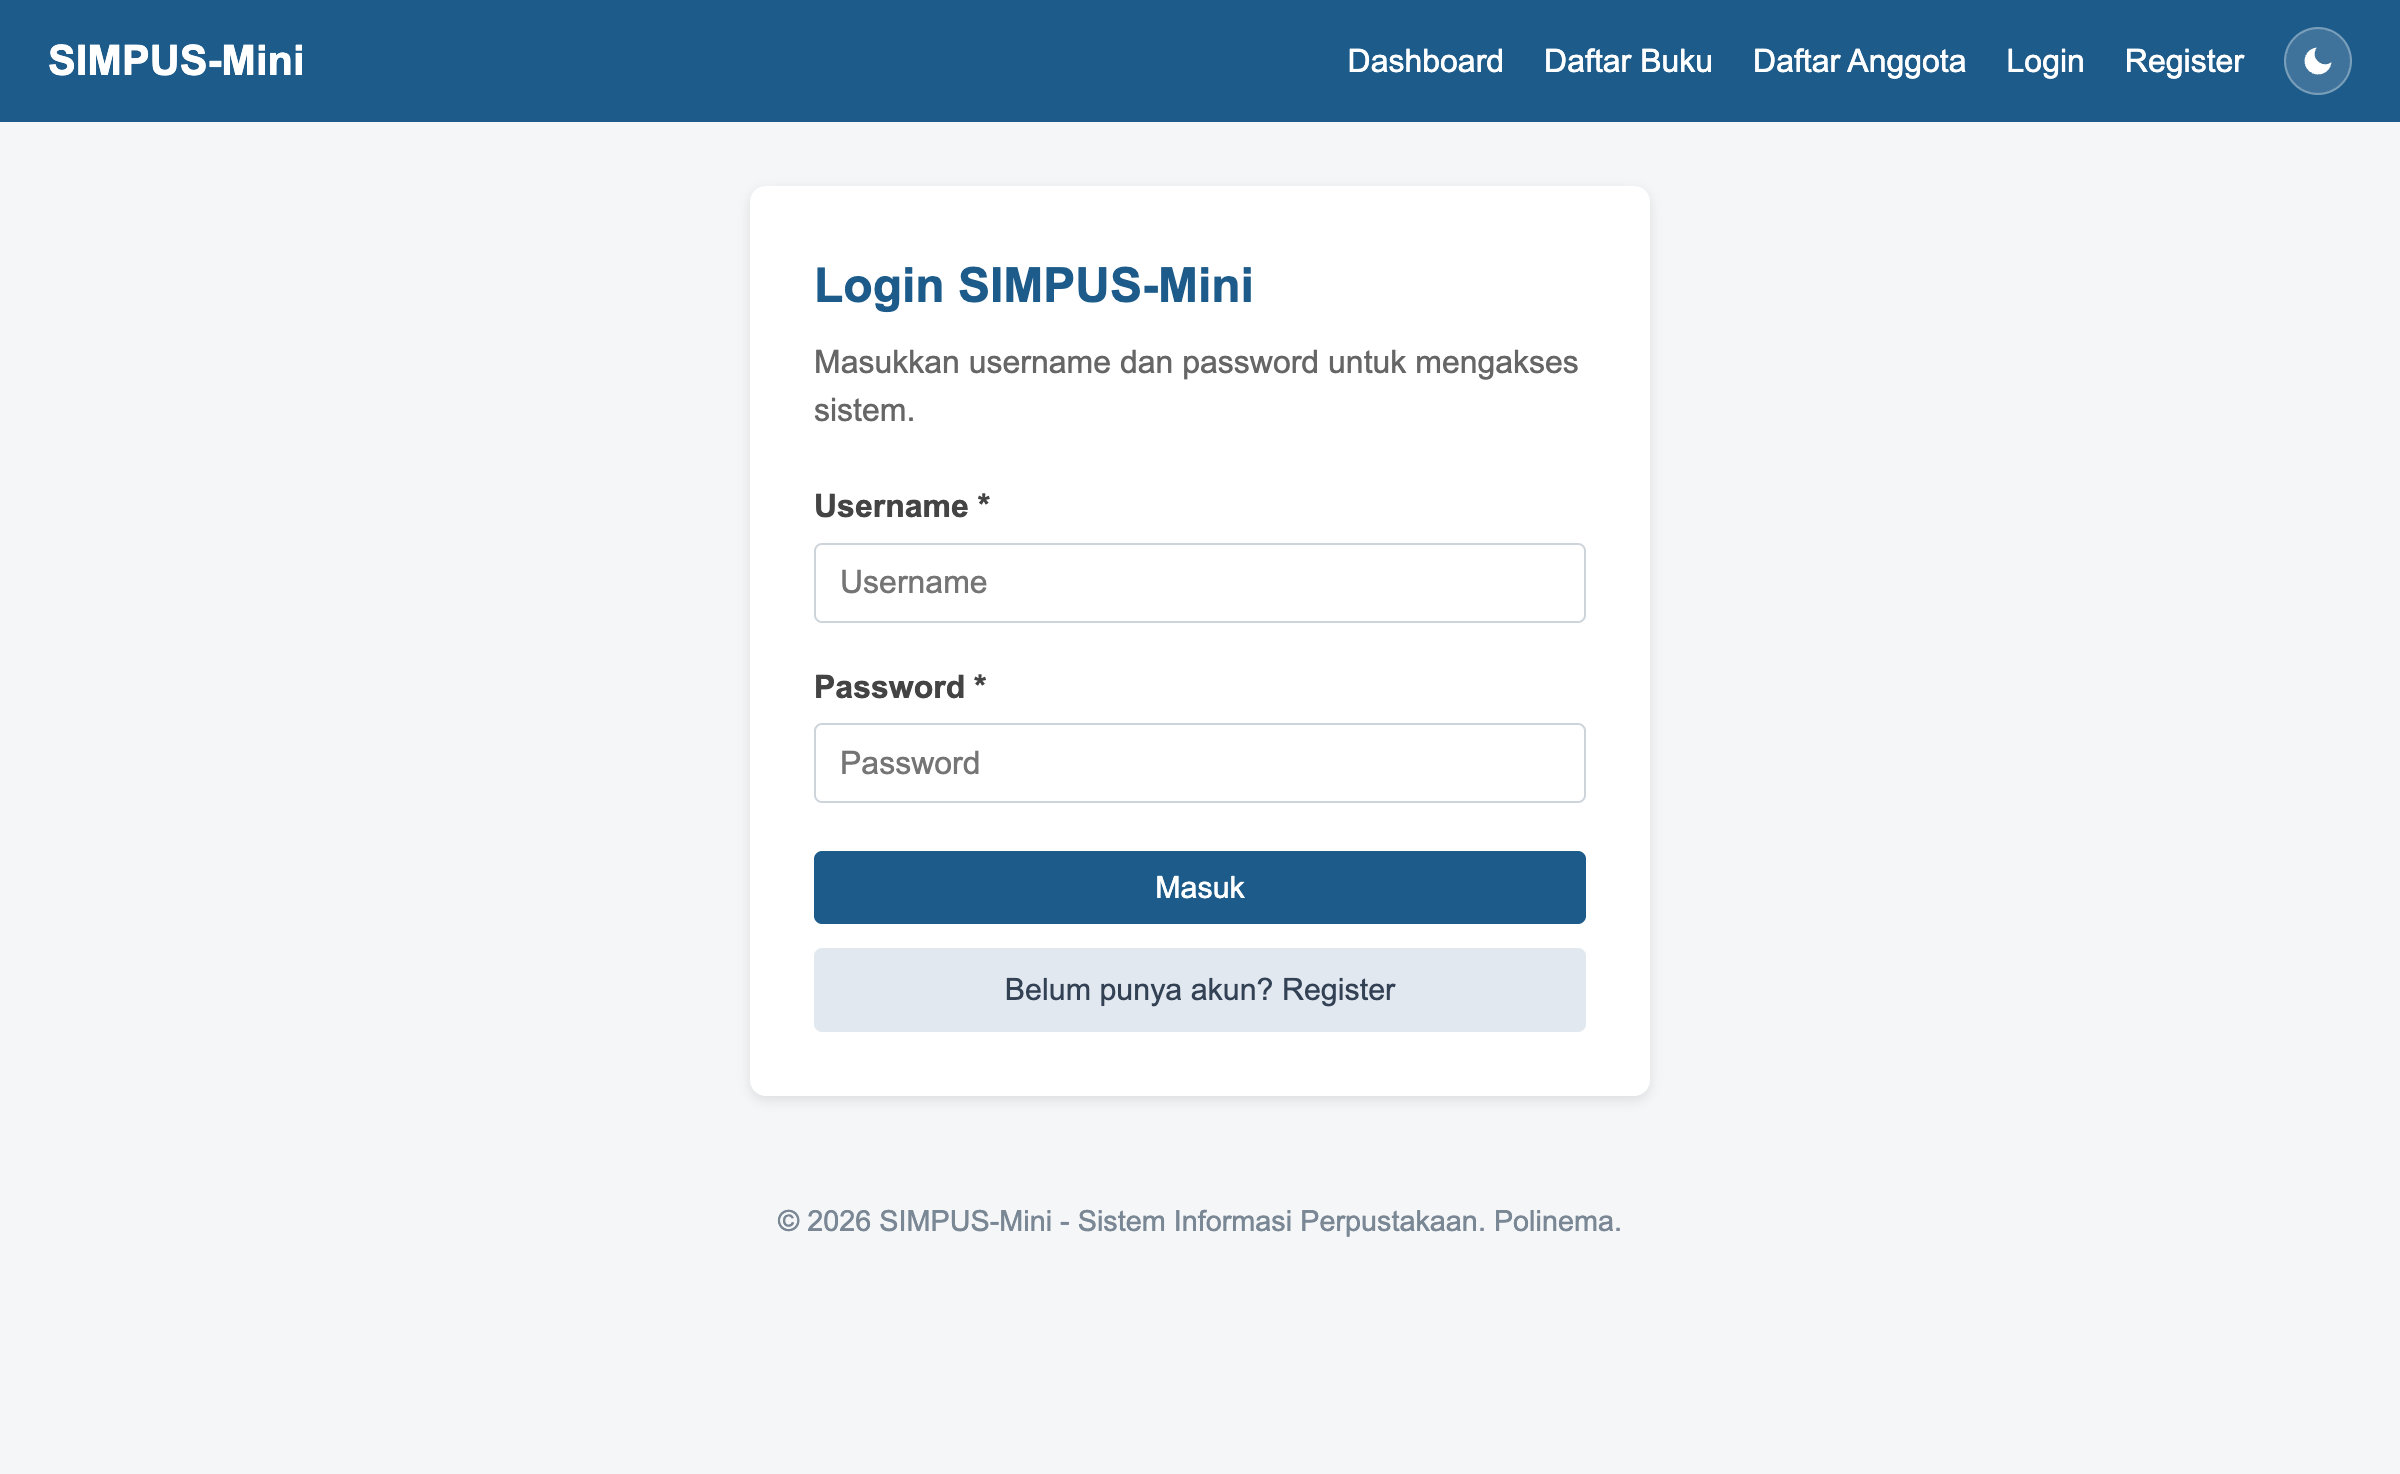 SIMPUS-Mini
Dashboard Daftar Buku Daftar Anggota Login Register
Login SIMPUS-Mini
Masukkan username dan password untuk mengakses
sistem.
Username *
Username
Password *
Password
Masuk
Belum punya akun? Register
© 2026 SIMPUS-Mini - Sistem Informasi Perpustakaan. Polinema.